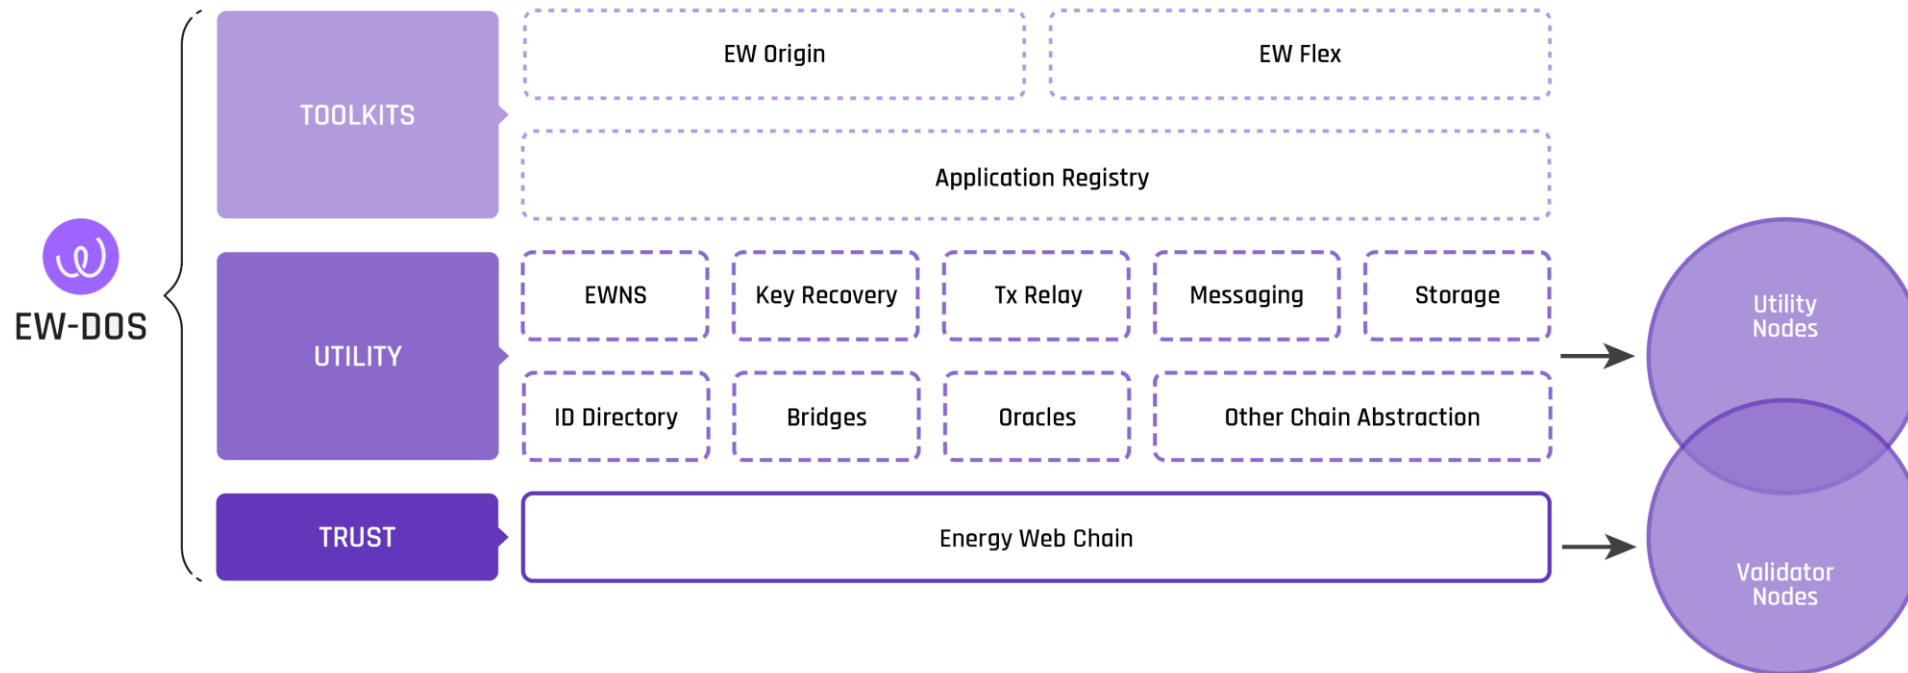 EW-DOS
TOOLKITS
EW Origin
EW Flex
Application Registry
UTILITY
EWNS
Key Recovery
Tx Relay
Messaging
Storage
ID Directory
Bridges
Oracles
Other Chain Abstraction
TRUST
Energy Web Chain
Utility
Nodes
Validator
Nodes